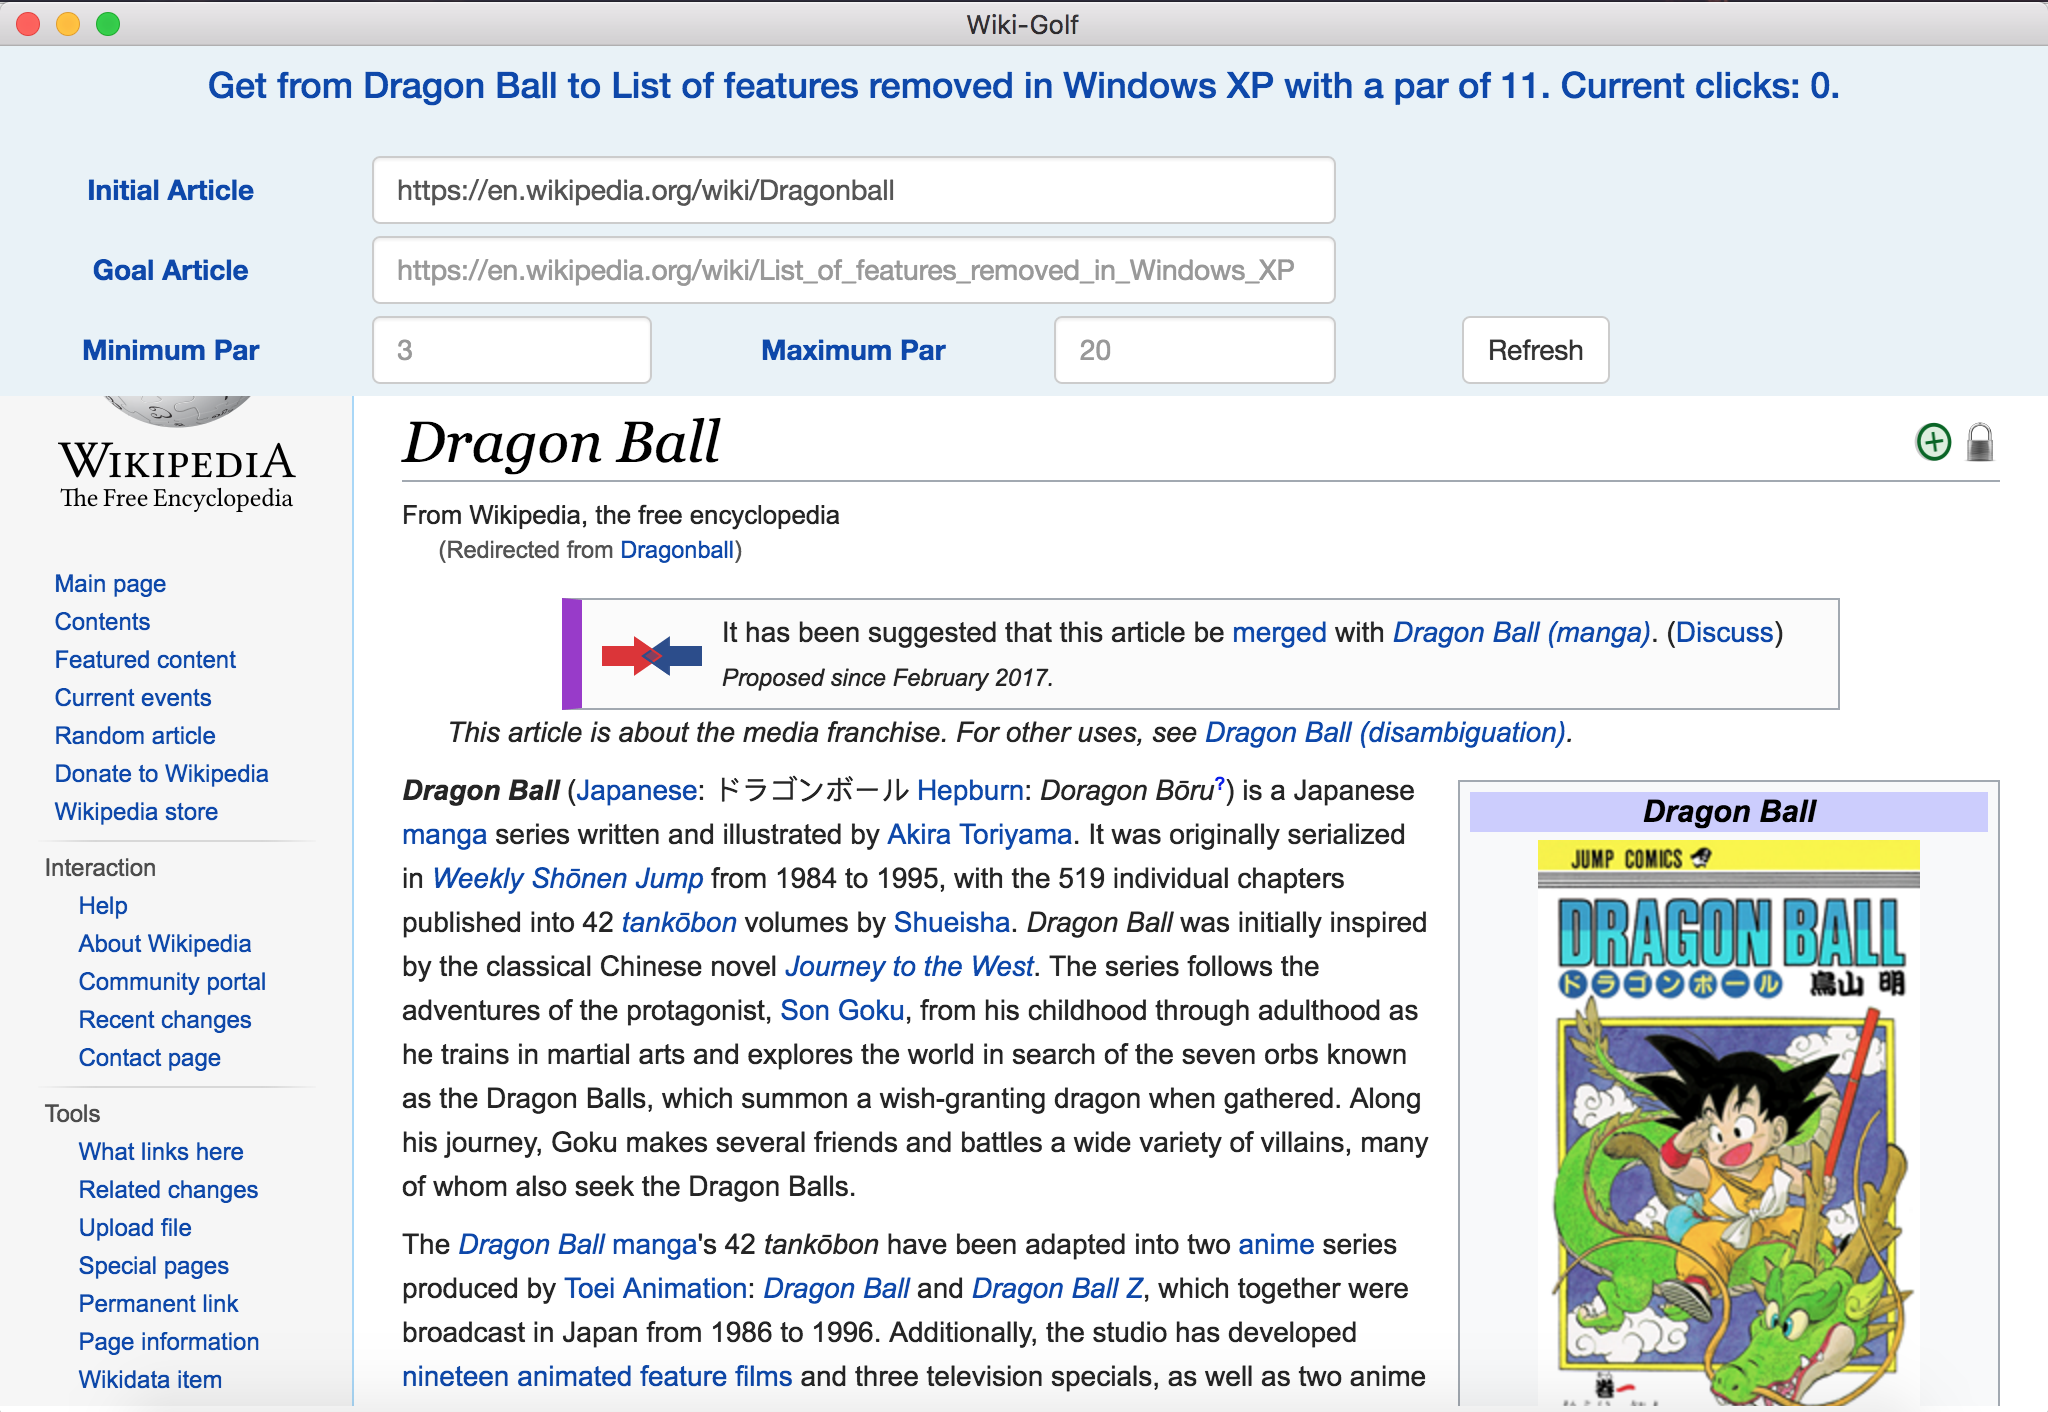 Wiki-Golf
Get from Dragon Ball to List of features removed in Windows XP with a par of 11. Current clicks: 0.
Initial Article
https://en.wikipedia.org/wiki/Dragonball
Goal Article
https://en.wikipedia.org/wiki/List_of_features_removed_in_Windows_XP
Minimum Par
3
Maximum Par
20
Refresh
WIKIPEDIA
The Free Encyclopedia
Main page
Contents
Featured content
Current events
Random article
Donate to Wikipedia
Wikipedia store
Interaction
Help
About Wikipedia
Community portal
Recent changes
Contact page
Tools
What links here
Related changes
Upload file
Special pages
Permanent link
Page information
Wikidata item
Dragon Ball
From Wikipedia, the free encyclopedia
(Redirected from Dragonball)
It has been suggested that this article be merged with Dragon Ball (manga). (Discuss)
Proposed since February 2017.
This article is about the media franchise. For other uses, see Dragon Ball (disambiguation).
Dragon Ball (Japanese: ドラゴンボール Hepburn: Doragon Bōru?) is a Japanese
manga series written and illustrated by Akira Toriyama. It was originally serialized
in Weekly Shōnen Jump from 1984 to 1995, with the 519 individual chapters
published into 42 tankōbon volumes by Shueisha. Dragon Ball was initially inspired
by the classical Chinese novel Journey to the West. The series follows the
adventures of the protagonist, Son Goku, from his childhood through adulthood as
he trains in martial arts and explores the world in search of the seven orbs known
as the Dragon Balls, which summon a wish-granting dragon when gathered. Along
his journey, Goku makes several friends and battles a wide variety of villains, many
of whom also seek the Dragon Balls.
The Dragon Ball manga's 42 tankōbon have been adapted into two anime series
produced by Toei Animation: Dragon Ball and Dragon Ball Z, which together were
broadcast in Japan from 1986 to 1996. Additionally, the studio has developed
nineteen animated feature films and three television specials, as well as two anime
Dragon Ball
JUMP COMICS
DRAGON BALL
ドラゴンボール 鳥山 明
巻一